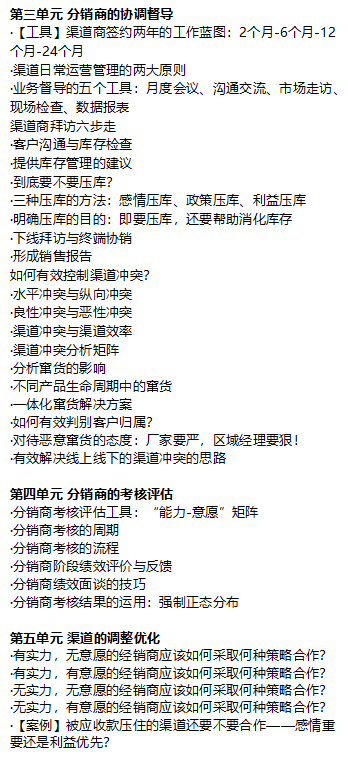 第三单元 分销商的协调督导
·【工具】渠道商签约两年的工作蓝图：2个月-6个月-12
个月-24个月
·渠道日常运营管理的两大原则
·业务督导的五个工具：月度会议、沟通交流、市场走访、
现场检查、数据报表
渠道商拜访六步走
·客户沟通与库存检查
·提供库存管理的建议
·到底要不要压库？
·三种压库的方法：感情压库、政策压库、利益压库
·明确压库的目的：即要压库，还要帮助消化库存
·下线拜访与终端协销
·形成销售报告
如何有效控制渠道冲突？
·水平冲突与纵向冲突
·良性冲突与恶性冲突
·渠道冲突与渠道效率
·渠道冲突分析矩阵
·分析窜货的影响
·不同产品生命周期中的窜货
·一体化窜货解决方案
·如何有效判别客户归属？
·对待恶意窜货的态度：厂家要严，区域经理要狠！
·有效解决线上线下的渠道冲突的思路
第四单元 分销商的考核评估
·分销商考核评估工具：“能力-意愿”矩阵
·分销商考核的周期
·分销商考核的流程
·分销商阶段绩效评价与反馈
·分销商绩效面谈的技巧
·分销商考核结果的运用：强制正态分布
第五单元 渠道的调整优化
·有实力，无意愿的经销商应该如何采取何种策略合作？
·有实力，有意愿的经销商应该如何采取何种策略合作？
·无实力，有意愿的经销商应该如何采取何种策略合作？
·无实力，无意愿的经销商应该如何采取何种策略合作？
·【案例】被应收款压住的渠道还要不要合作——感情重
要还是利益优先？